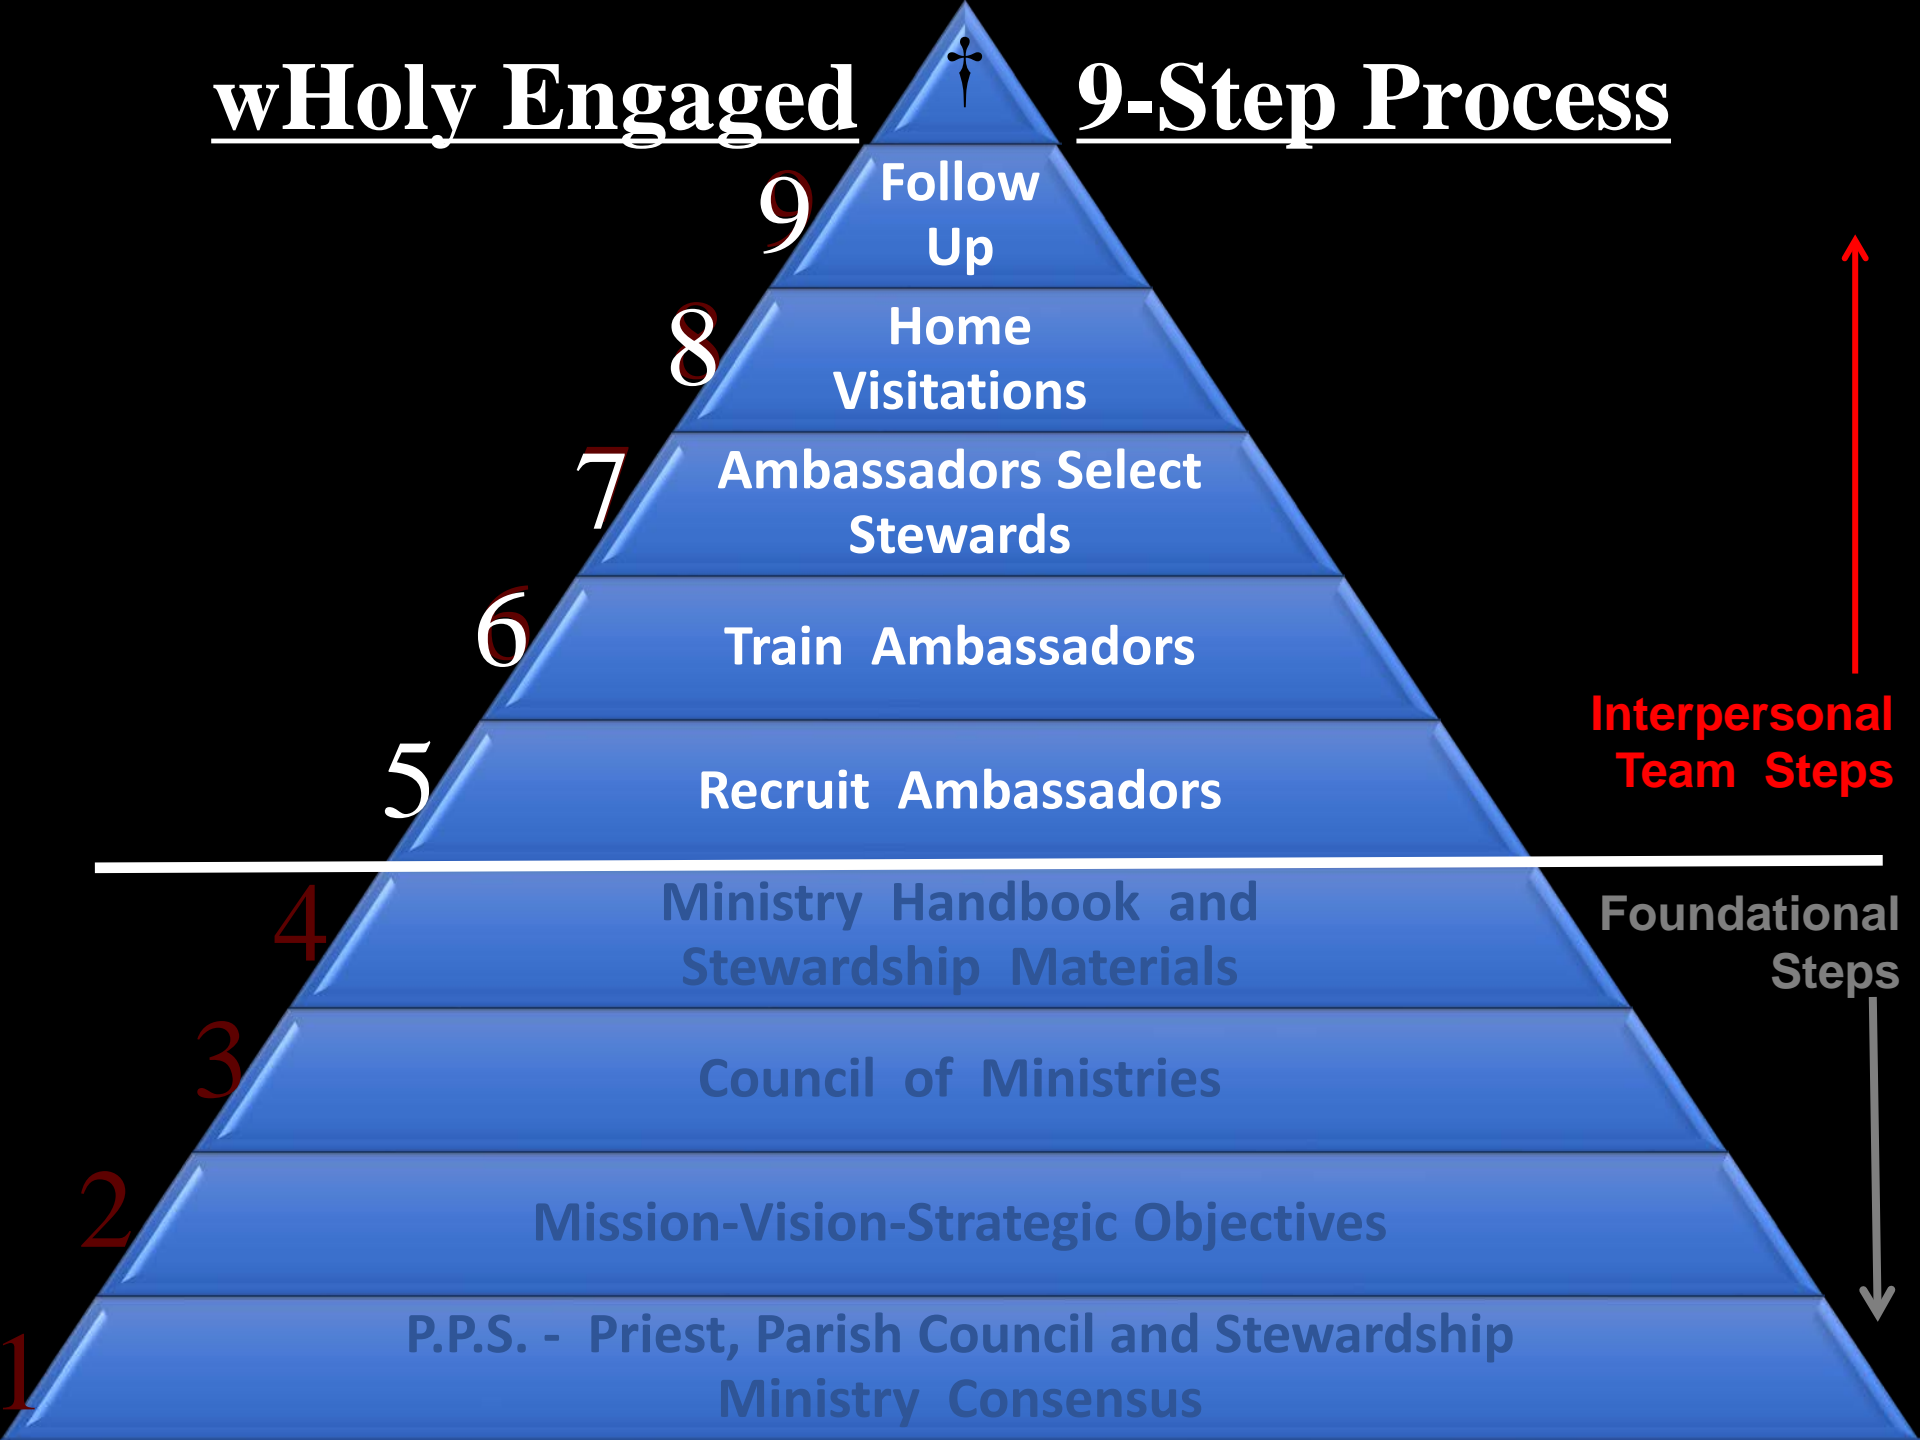 wHoly Engaged 9-Step Process
†
9 Follow
Up
8 Home
Visitations
7 Ambassadors Select
Stewards
6 Train Ambassadors
Interpersonal
Team Steps
5 Recruit Ambassadors
4 Ministry Handbook and
Stewardship Materials
Foundational
Steps
3 Council of Ministries
2 Mission-Vision-Strategic Objectives
1 P.P.S. - Priest, Parish Council and Stewardship
Ministry Consensus